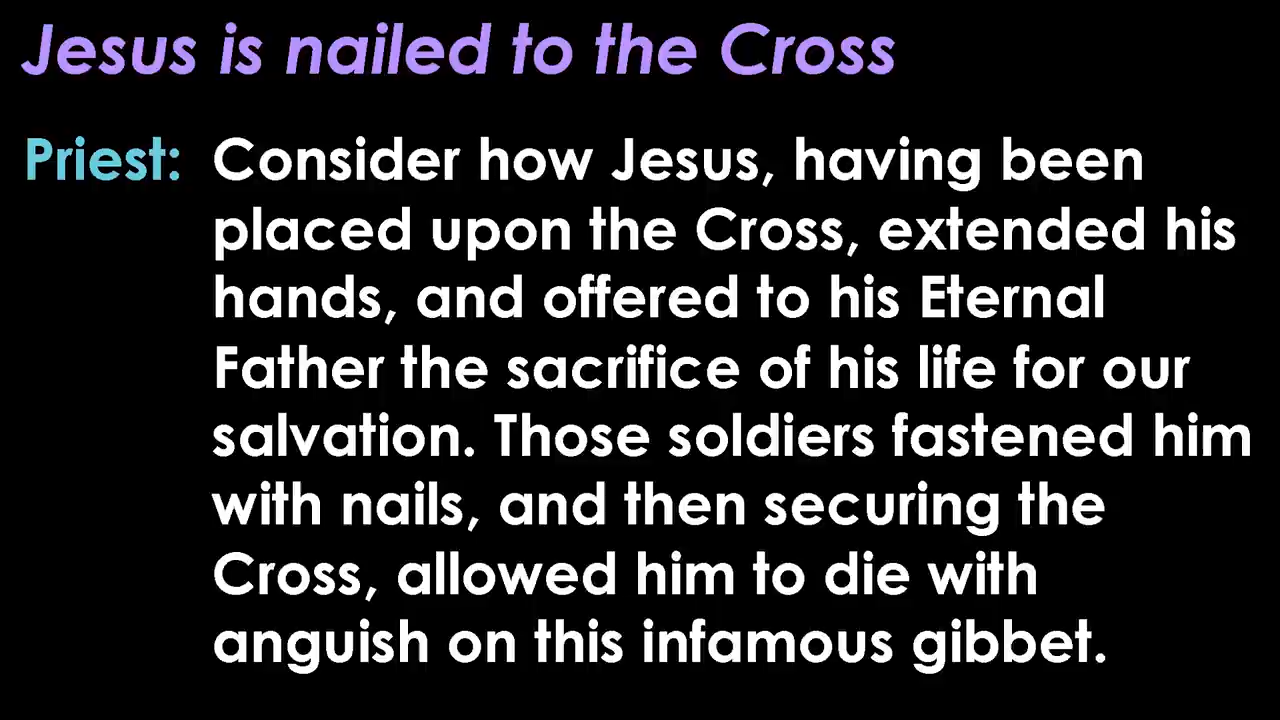 Jesus is nailed to the Cross
Priest: Consider how Jesus, having been
placed upon the Cross, extended his
hands, and offered to his Eternal
Father the sacrifice of his life for our
salvation. Those soldiers fastened him
with nails, and then securing the
Cross, allowed him to die with
anguish on this infamous gibbet.